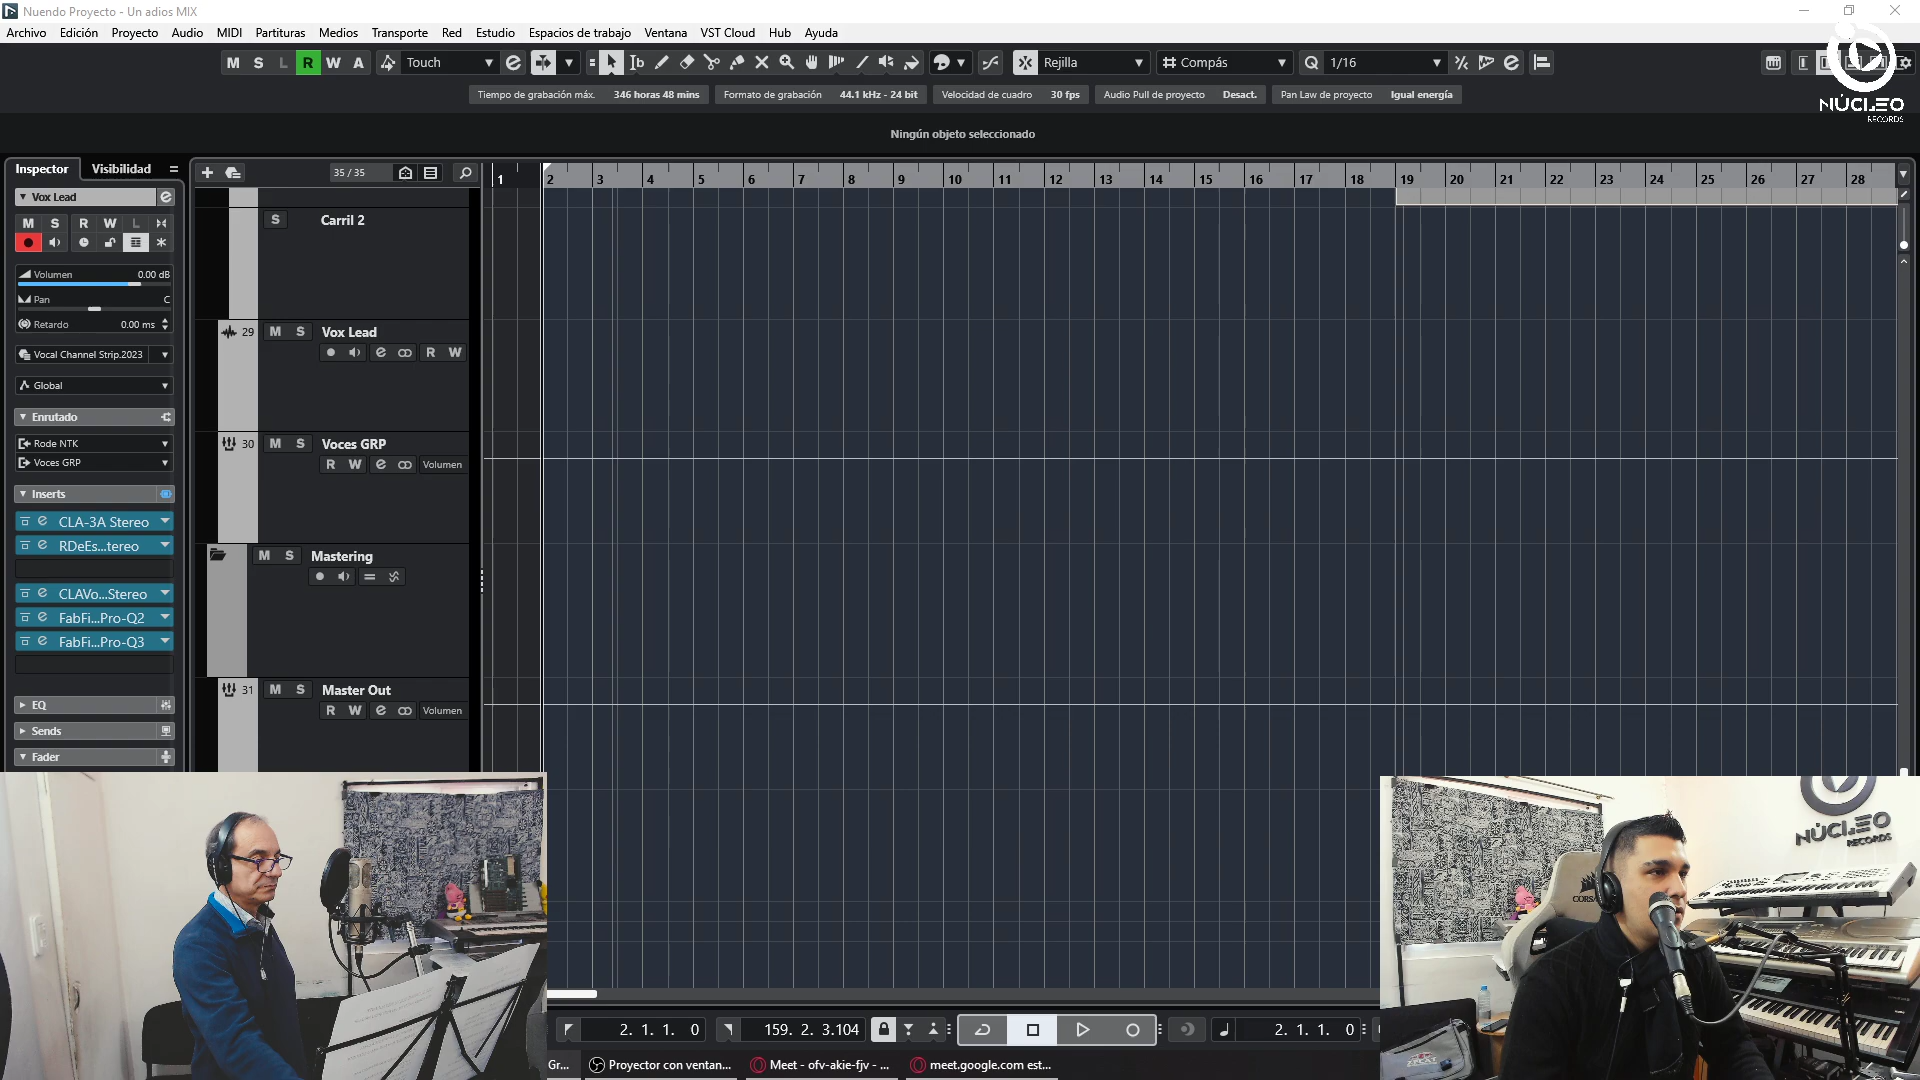 Nuendo Proyecto - Un adios MIX
Archivo Edición Proyecto Audio MIDI Partituras Medios Transporte Red Estudio Espacios de trabajo Ventana VST Cloud Hub Ayuda
M S L R W A Touch Rejilla Compás Q 1/16
NÚCLEO
RECORDS
Tiempo de grabación máx. 346 horas 48 mins Formato de grabación 44.1 kHz - 24 bit Velocidad de cuadro 30 fps Audio Pull de proyecto Desact. Pan Law de proyecto Igual energía
Ningún objeto seleccionado
Inspector Visibilidad
35 / 35
1 2 3 4 5 6 7 8 9 10 11 12 13 14 15 16 17 18 19 20 21 22 23 24 25 26 27 28
Vox Lead
M S R W L
Volumen 0.00 dB
Pan C
Retardo 0.00 ms
Vocal Channel Strip.2023
Global
Enrutado
Rode NTK
Voces GRP
Inserts
CLA-3A Stereo
RDeEs...tereo
CLAVo...Stereo
FabFi...Pro-Q2
FabFi...Pro-Q3
EQ
Sends
Fader
S Carril 2
29 M S Vox Lead
R W
30 M S Voces GRP
R W Volumen
M S Mastering
31 M S Master Out
R W Volumen
NÚCLEO
RECORDS
CORS
2. 1. 1. 0 159. 2. 3.104 2. 1. 1. 0
Gr... Proyector con ventan... Meet - ofv-akie-fjv - ... meet.google.com est...